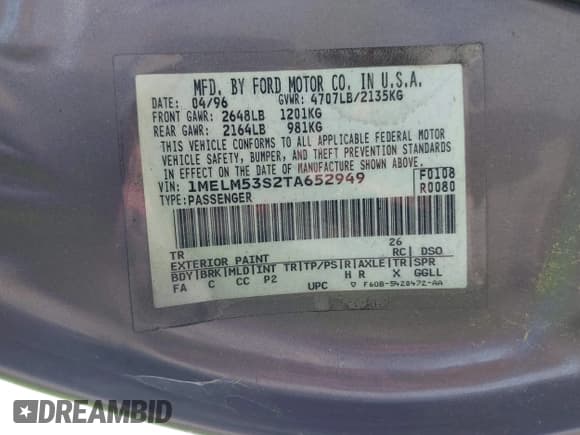 MFD. BY FORD MOTOR CO. IN U.S.A.
DATE: 04/96 GVWR: 4707LB/2135KG
FRONT GAWR: 2648LB 1201KG
REAR GAWR: 2164LB 981KG
THIS VEHICLE CONFORMS TO ALL APPLICABLE FEDERAL MOTOR
VEHICLE SAFETY, BUMPER, AND THEFT PREVENTION STANDARDS
IN EFFECT ON THE DATE OF MANUFACTURE SHOWN ABOVE.
VIN: 1MELM53S2TA652949 F0108
TYPE: PASSENGER R0080
TR 26
EXTERIOR PAINT RC DSO
BDY BRK MLD INT TR TP/PS R AXLE TR SPR
FA C CC P2 H R X GGLL
UPC ▽ F60B-5420472-AA
DREAMBID